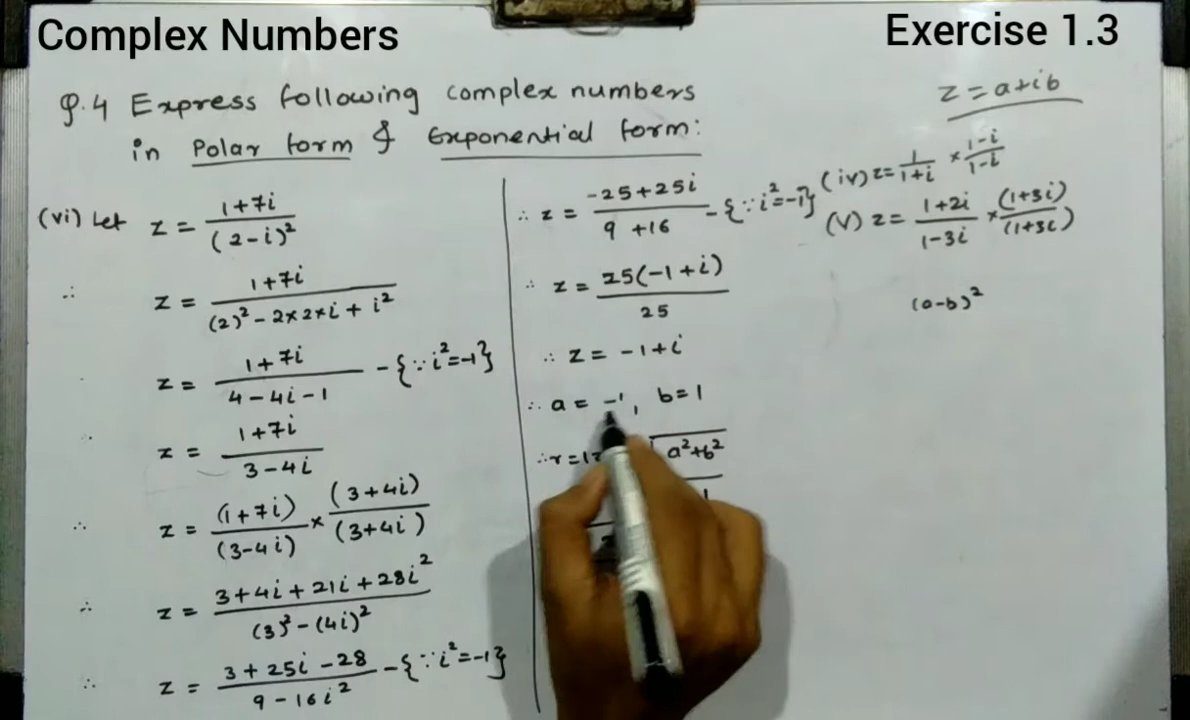 Complex Numbers
Exercise 1.3
Q.4 Express following complex numbers
in Polar form & Exponential form:
z = a+ib
(vi) Let z = (1+7i)/(2-i)²
∴ z = (1+7i)/((2)² - 2×2×i + i²)
z = (1+7i)/(4-4i-1) - {∵ i²=-1}
z = (1+7i)/(3-4i)
∴ z = (1+7i)/(3-4i) × (3+4i)/(3+4i)
∴ z = (3+4i+21i+28i²)/((3)²-(4i)²)
∴ z = (3+25i-28)/(9-16i²) - {∵ i²=-1}
∴ z = (-25+25i)/(9+16) - {∵ i²=-1}
∴ z = 25(-1+i)/25
∴ z = -1+i
∴ a = -1, b=1
∴ r = √(a²+b²)
(iv) z = 1/(1+i) × (1-i)/(1-i)
(V) z = (1+2i)/(1-3i) × (1+3i)/(1+3i)
(a-b)²